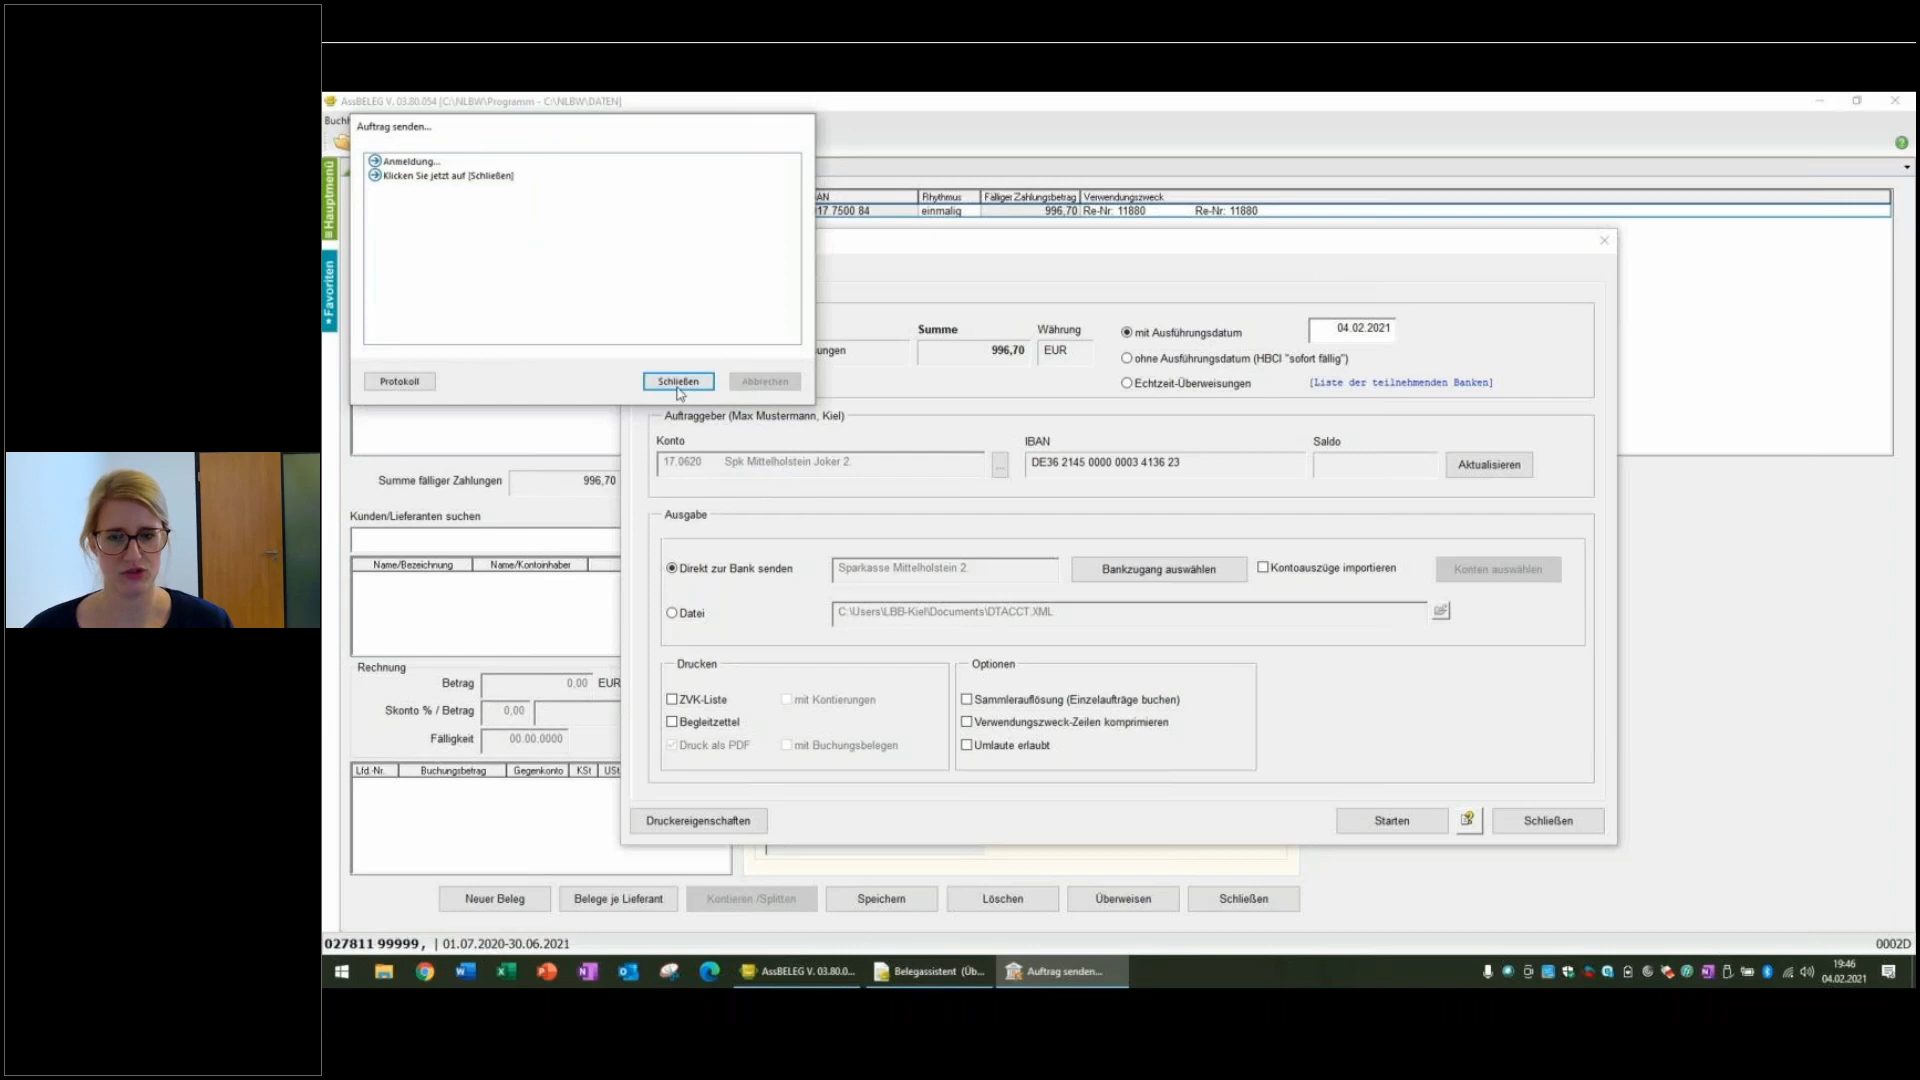 AssBELEG V. 03.80.054 [C:\NLBW\Programm - C:\NLBW\DATEN]
Buch
Auftrag senden...
Anmeldung...
Klicken Sie jetzt auf [Schließen]
Protokoll
Schließen
Abbrechen
Hauptmenü
Favoriten
AN Rhythmus Fälliger Zahlungsbetrag Verwendungszweck
17 7500 84 einmalig 996,70 Re-Nr: 11880 Re-Nr: 11880
Summe Währung
ungen 996,70 EUR
mit Ausführungsdatum 04.02.2021
ohne Ausführungsdatum (HBCI "sofort fällig")
Echtzeit-Überweisungen [Liste der teilnehmenden Banken]
Auftraggeber (Max Mustermann, Kiel)
Konto IBAN Saldo
17.0620 Spk Mittelholstein Joker 2 ... DE36 2145 0000 0003 4136 23 Aktualisieren
Summe fälliger Zahlungen 996,70
Kunden/Lieferanten suchen
Name/Bezeichnung Name/Kontoinhaber
Ausgabe
Direkt zur Bank senden Sparkasse Mittelholstein 2. Bankzugang auswählen Kontoauszüge importieren Konten auswählen
Datei C:\Users\LBB-Kiel\Documents\DTACCT.XML
Drucken
ZVK-Liste mit Kontierungen
Begleitzettel
Druck als PDF mit Buchungsbelegen
Optionen
Sammlerauflösung (Einzelaufträge buchen)
Verwendungszweck-Zeilen komprimieren
Umlaute erlaubt
Rechnung
Betrag 0,00 EUR
Skonto % / Betrag 0,00
Fälligkeit 00.00.0000
Lfd.-Nr. Buchungsbetrag Gegenkonto KSt USt
Druckereigenschaften Starten Schließen
Neuer Beleg Belege je Lieferant Kontieren /Splitten Speichern Löschen Überweisen Schließen
027811 99999, | 01.07.2020-30.06.2021 0002D
AssBELEG V. 03.80.0... Belegassistent (Üb... Auftrag senden...
19:46
04.02.2021